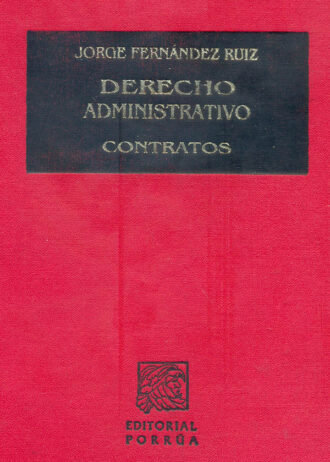 JORGE FERNÁNDEZ RUIZ
DERECHO
ADMINISTRATIVO
CONTRATOS
EDITORIAL
PORRÚA